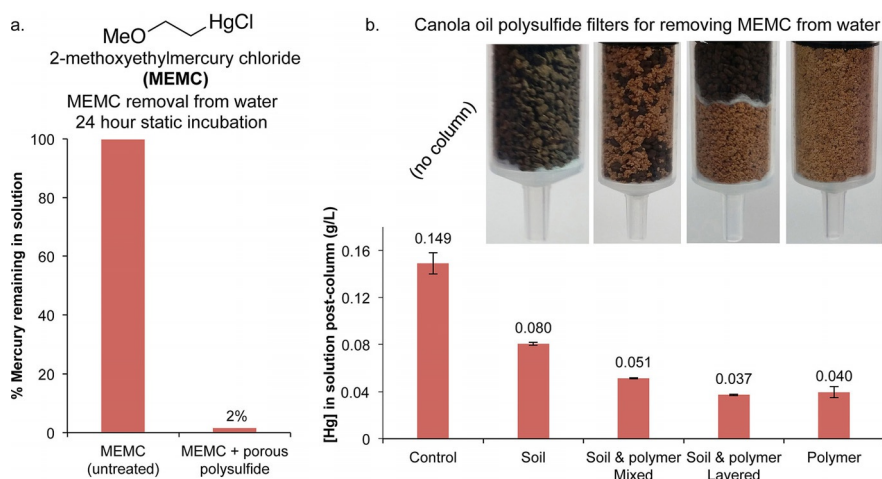 a.
MeO
HgCl
2-methoxyethylmercury chloride
(MEMC)
MEMC removal from water
24 hour static incubation
% Mercury remaining in solution
100
80
60
40
20
0
2%
MEMC
(untreated)
MEMC + porous
polysulfide
b.
Canola oil polysulfide filters for removing MEMC from water
(no column)
[Hg] in solution post-column (g/L)
0.16
0.12
0.08
0.04
0
0.149
0.080
0.051
0.037
0.040
Control
Soil
Soil & polymer
Mixed
Soil & polymer
Layered
Polymer